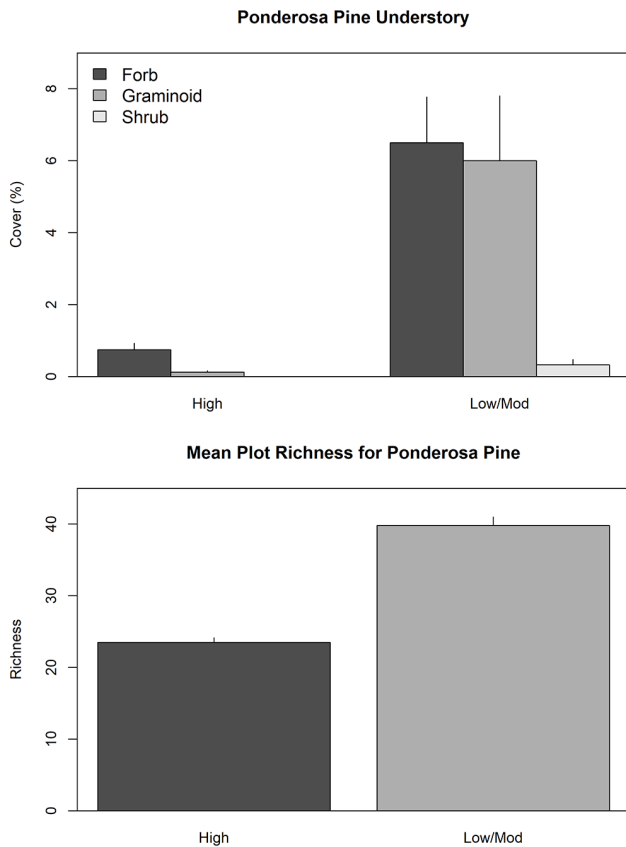 Ponderosa Pine Understory
Forb
Graminoid
Shrub
8
6
4
2
0
Cover (%)
High Low/Mod
Mean Plot Richness for Ponderosa Pine
40
30
20
10
0
Richness
High Low/Mod